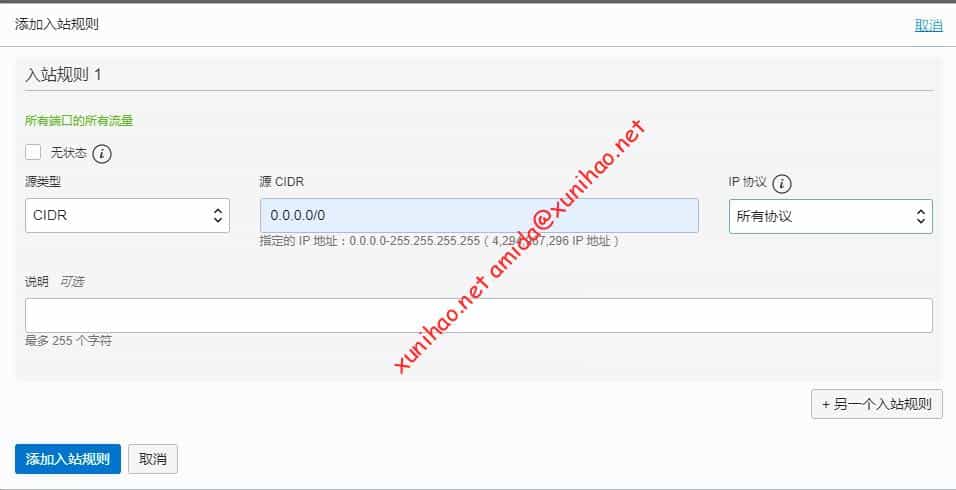 添加入站规则
取消
入站规则 1
所有端口的所有流量
无状态
源类型
源 CIDR
IP 协议
CIDR
0.0.0.0/0
所有协议
指定的 IP 地址：0.0.0.0-255.255.255.255（4,294,967,296 IP 地址）
说明 可选
最多 255 个字符
+ 另一个入站规则
添加入站规则
取消
xunihao.net amida@xunihao.net